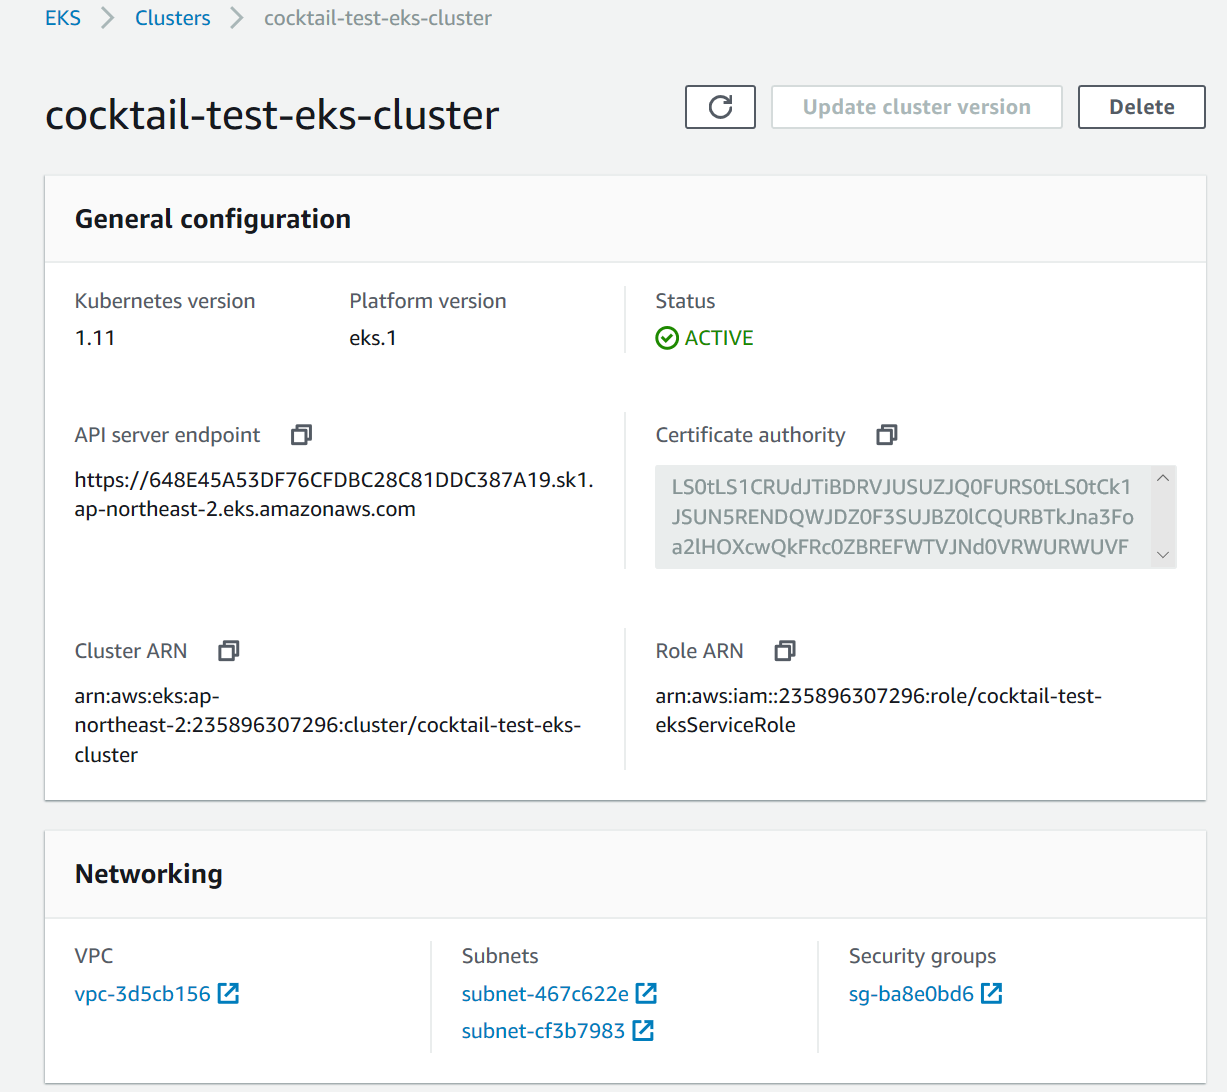 EKS > Clusters > cocktail-test-eks-cluster
cocktail-test-eks-cluster
Update cluster version
Delete
General configuration
Kubernetes version
1.11
Platform version
eks.1
Status
ACTIVE
API server endpoint
https://648E45A53DF76CFDBC28C81DDC387A19.sk1.
ap-northeast-2.eks.amazonaws.com
Certificate authority
LS0tLS1CRUdJTiBDRVJUSUZJQ0FURS0tLS0tCk1
JSUN5RENDQWJDZ0F3SUJBZ0lCQURBTkJna3Fo
a2lHOXcwQkFRc0ZBREFWTVJNd0VRWURWUVF
Cluster ARN
arn:aws:eks:ap-
northeast-2:235896307296:cluster/cocktail-test-eks-
cluster
Role ARN
arn:aws:iam::235896307296:role/cocktail-test-
eksServiceRole
Networking
VPC
vpc-3d5cb156
Subnets
subnet-467c622e
subnet-cf3b7983
Security groups
sg-ba8e0bd6